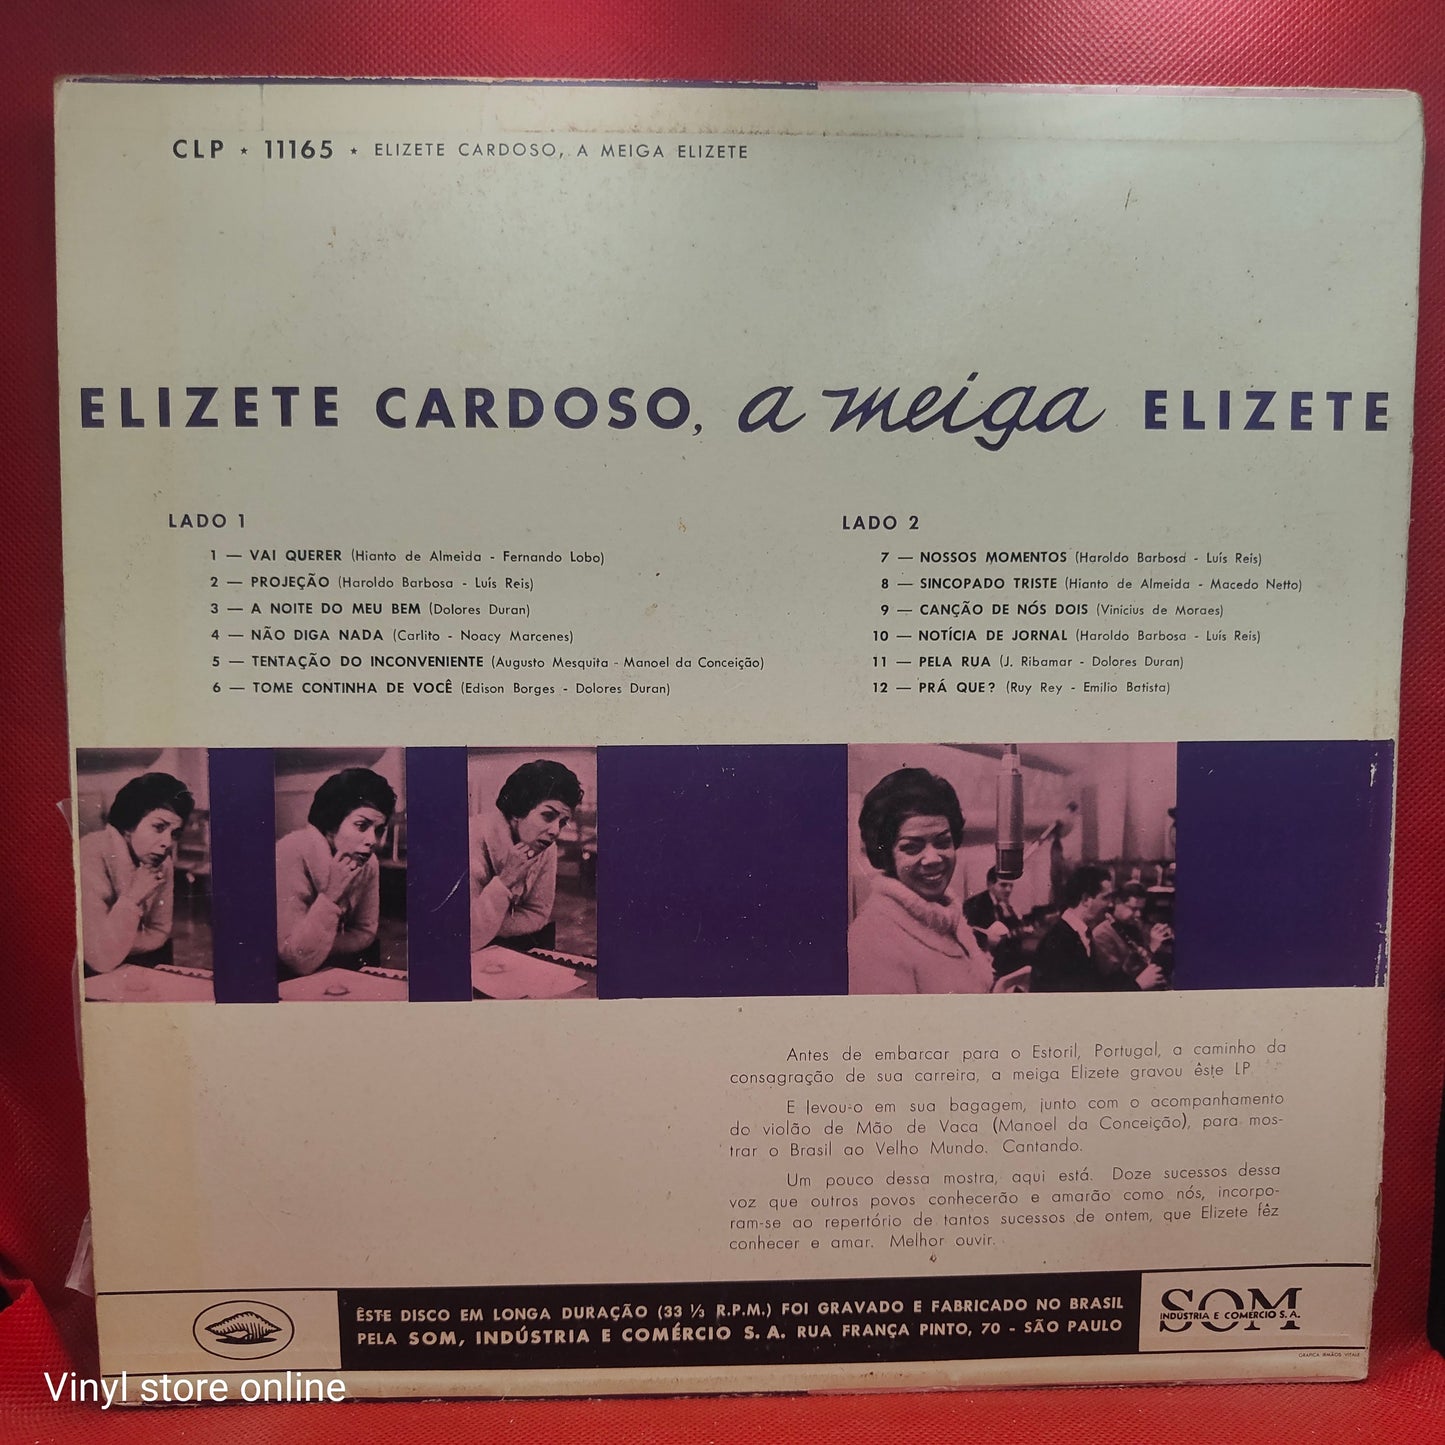 CLP ★ 11165 ★ ELIZETE CARDOSO, A MEIGA ELIZETE
ELIZETE CARDOSO, a meiga ELIZETE
LADO 1
1 — VAI QUERER (Hianto de Almeida - Fernando Lobo)
2 — PROJEÇÃO (Haroldo Barbosa - Luís Reis)
3 — A NOITE DO MEU BEM (Dolores Duran)
4 — NÃO DIGA NADA (Carlito - Noacy Marcenes)
5 — TENTAÇÃO DO INCONVENIENTE (Augusto Mesquita - Manoel da Conceição)
6 — TOME CONTINHA DE VOCÊ (Edison Borges - Dolores Duran)
LADO 2
7 — NOSSOS MOMENTOS (Haroldo Barbosa - Luís Reis)
8 — SINCOPADO TRISTE (Hianto de Almeida - Macedo Netto)
9 — CANÇÃO DE NÓS DOIS (Vinicius de Moraes)
10 — NOTÍCIA DE JORNAL (Haroldo Barbosa - Luís Reis)
11 — PELA RUA (J. Ribamar - Dolores Duran)
12 — PRÁ QUE? (Ruy Rey - Emilio Batista)
Antes de embarcar para o Estoril, Portugal, a caminho da
consagração de sua carreira, a meiga Elizete gravou êste LP.
E levou-o em sua bagagem, junto com o acompanhamento
do violão de Mão de Vaca (Manoel da Conceição), para mos-
trar o Brasil ao Velho Mundo. Cantando.
Um pouco dessa mostra, aqui está. Doze sucessos dessa
voz que outros povos conhecerão e amarão como nós, incorpo-
ram-se ao repertório de tantos sucessos de ontem, que Elizete fêz
conhecer e amar. Melhor ouvir.
ÊSTE DISCO EM LONGA DURAÇÃO (33 ⅓ R.P.M.) FOI GRAVADO E FABRICADO NO BRASIL
PELA SOM, INDÚSTRIA E COMÉRCIO S. A. RUA FRANÇA PINTO, 70 - SÃO PAULO
SOM
INDÚSTRIA E COMÉRCIO S. A.
GRÁFICA IRMÃOS VITALE
Vinyl store online